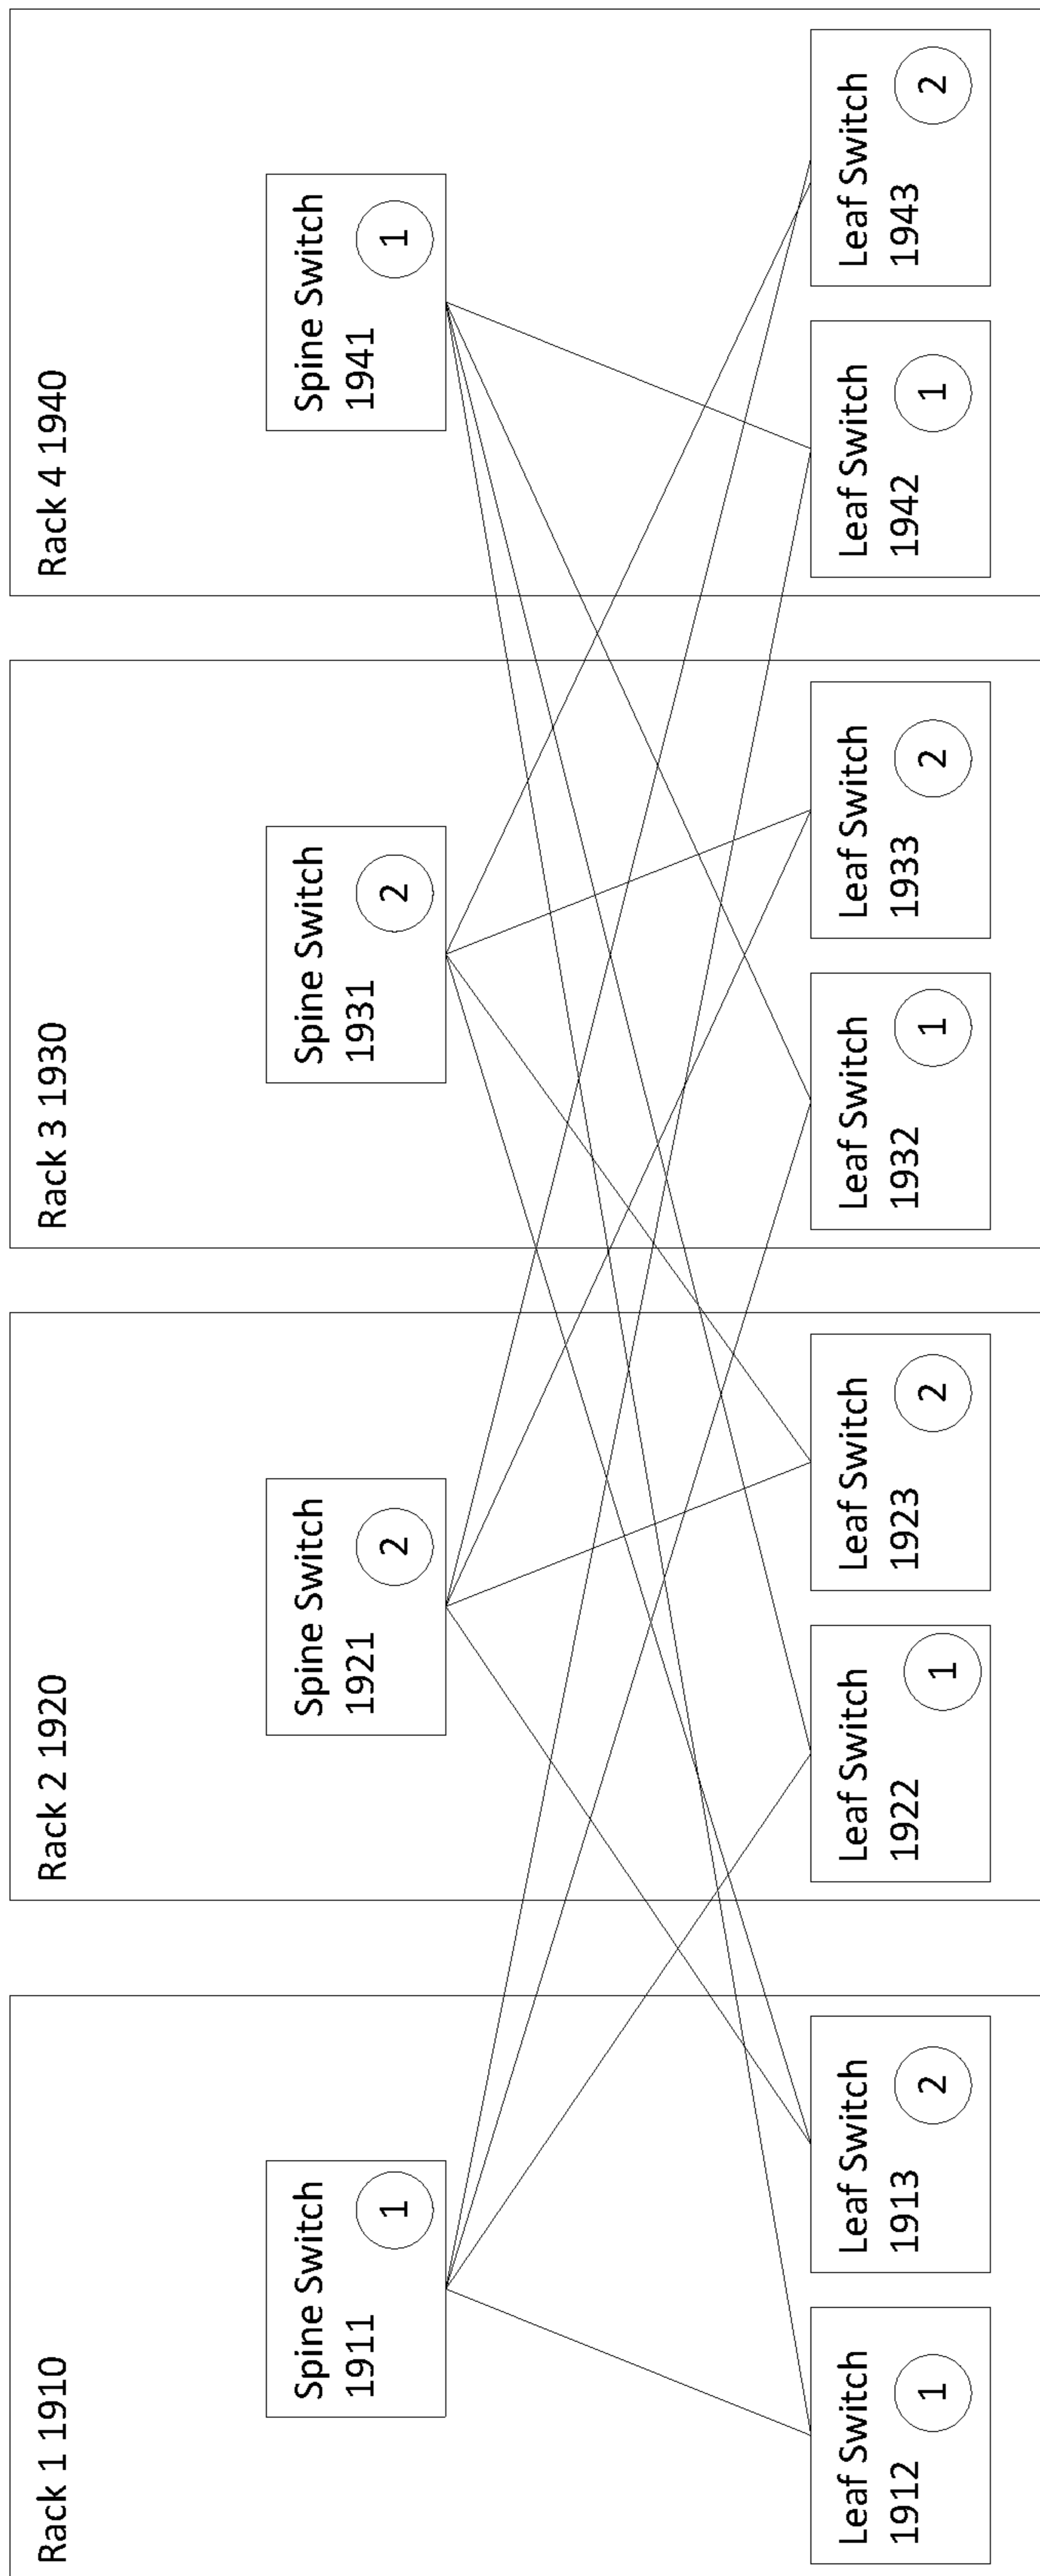 Rack 1 1910
Spine Switch
1911
1
Leaf Switch
1912
1
Leaf Switch
1913
2
Rack 2 1920
Spine Switch
1921
2
Leaf Switch
1922
1
Leaf Switch
1923
2
Rack 3 1930
Spine Switch
1931
2
Leaf Switch
1932
1
Leaf Switch
1933
2
Rack 4 1940
Spine Switch
1941
1
Leaf Switch
1942
1
Leaf Switch
1943
2